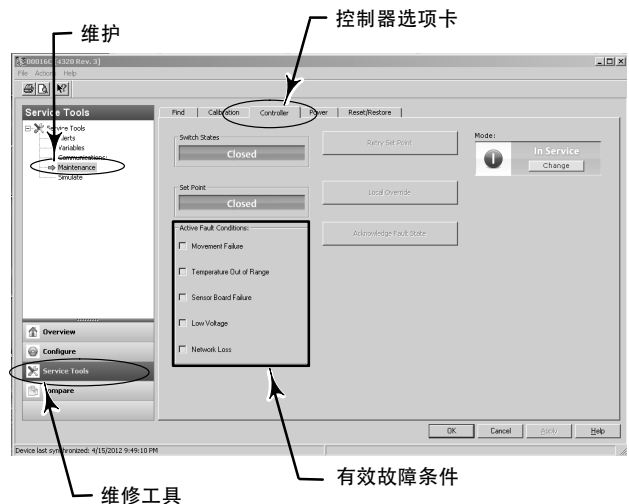 控制器选项卡
维护
4320 Rev. 3]
File Actions Help
Service Tools
Service Tools
Alerts
Variables
Communications
Maintenance
Simulate
Overview
Configure
Service Tools
Compare
Find Calibration Controller Power Reset/Restore
Switch States
Closed
Retry Set Point
Mode:
In Service
Change
Set Point
Closed
Local Override
Active Fault Conditions:
Acknowledge Fault State
Movement Failure
Temperature Out of Range
Sensor Board Failure
Low Voltage
Network Loss
OK Cancel Apply Help
Device last synchronized: 4/15/2012 9:49:10 PM
有效故障条件
维修工具